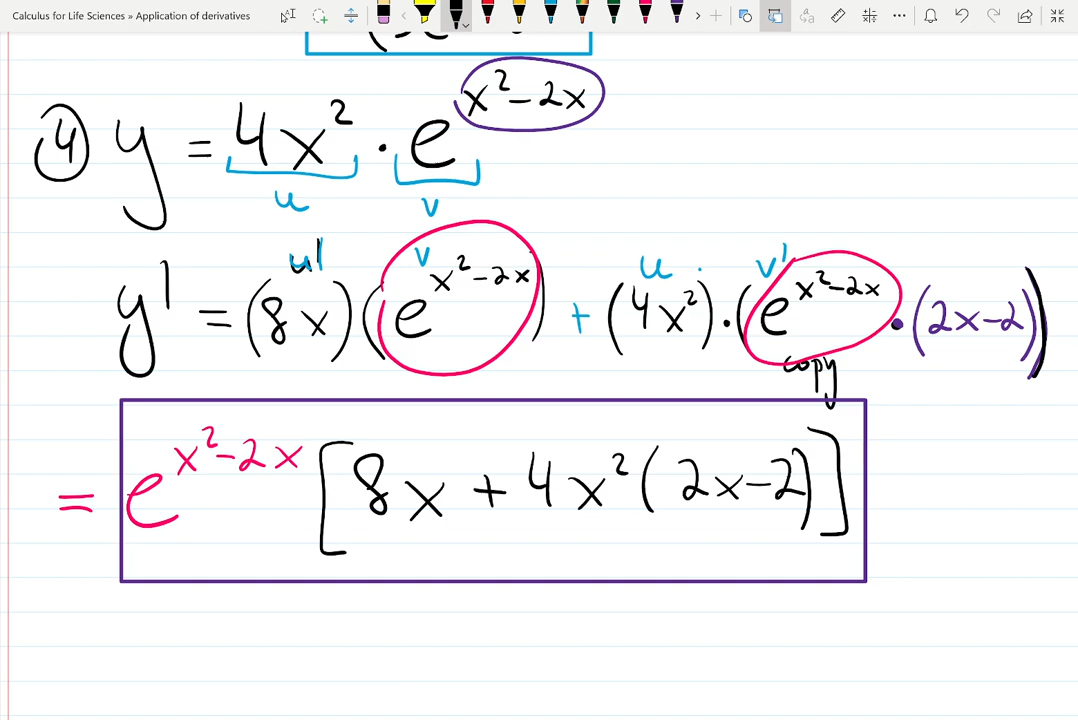 Calculus for Life Sciences » Application of derivatives
④ y = 4x² · e^(x²−2x)
u v
u' v u v'
y' = (8x)(e^(x²−2x)) + (4x²)·(e^(x²−2x) · (2x−2))
copy
= e^(x²−2x) [8x + 4x²(2x−2)]